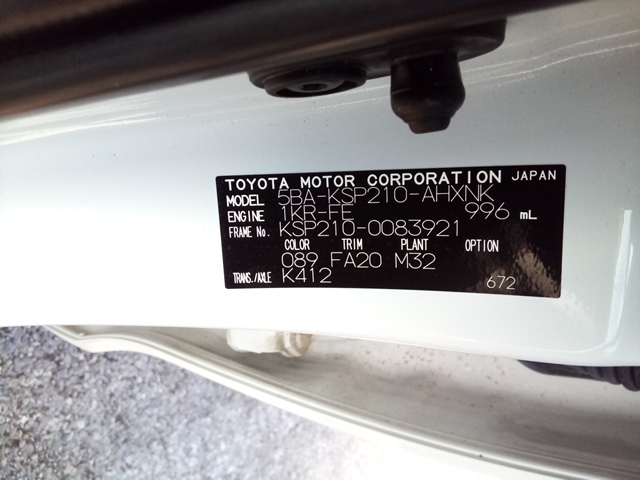 TOYOTA MOTOR CORPORATION JAPAN
MODEL 5BA-KSP210-AHXNK
ENGINE 1KR-FE 996 mL
FRAME No. KSP210-0083921
COLOR TRIM PLANT OPTION
089 FA20 M32
TRANS./AXLE K412 672